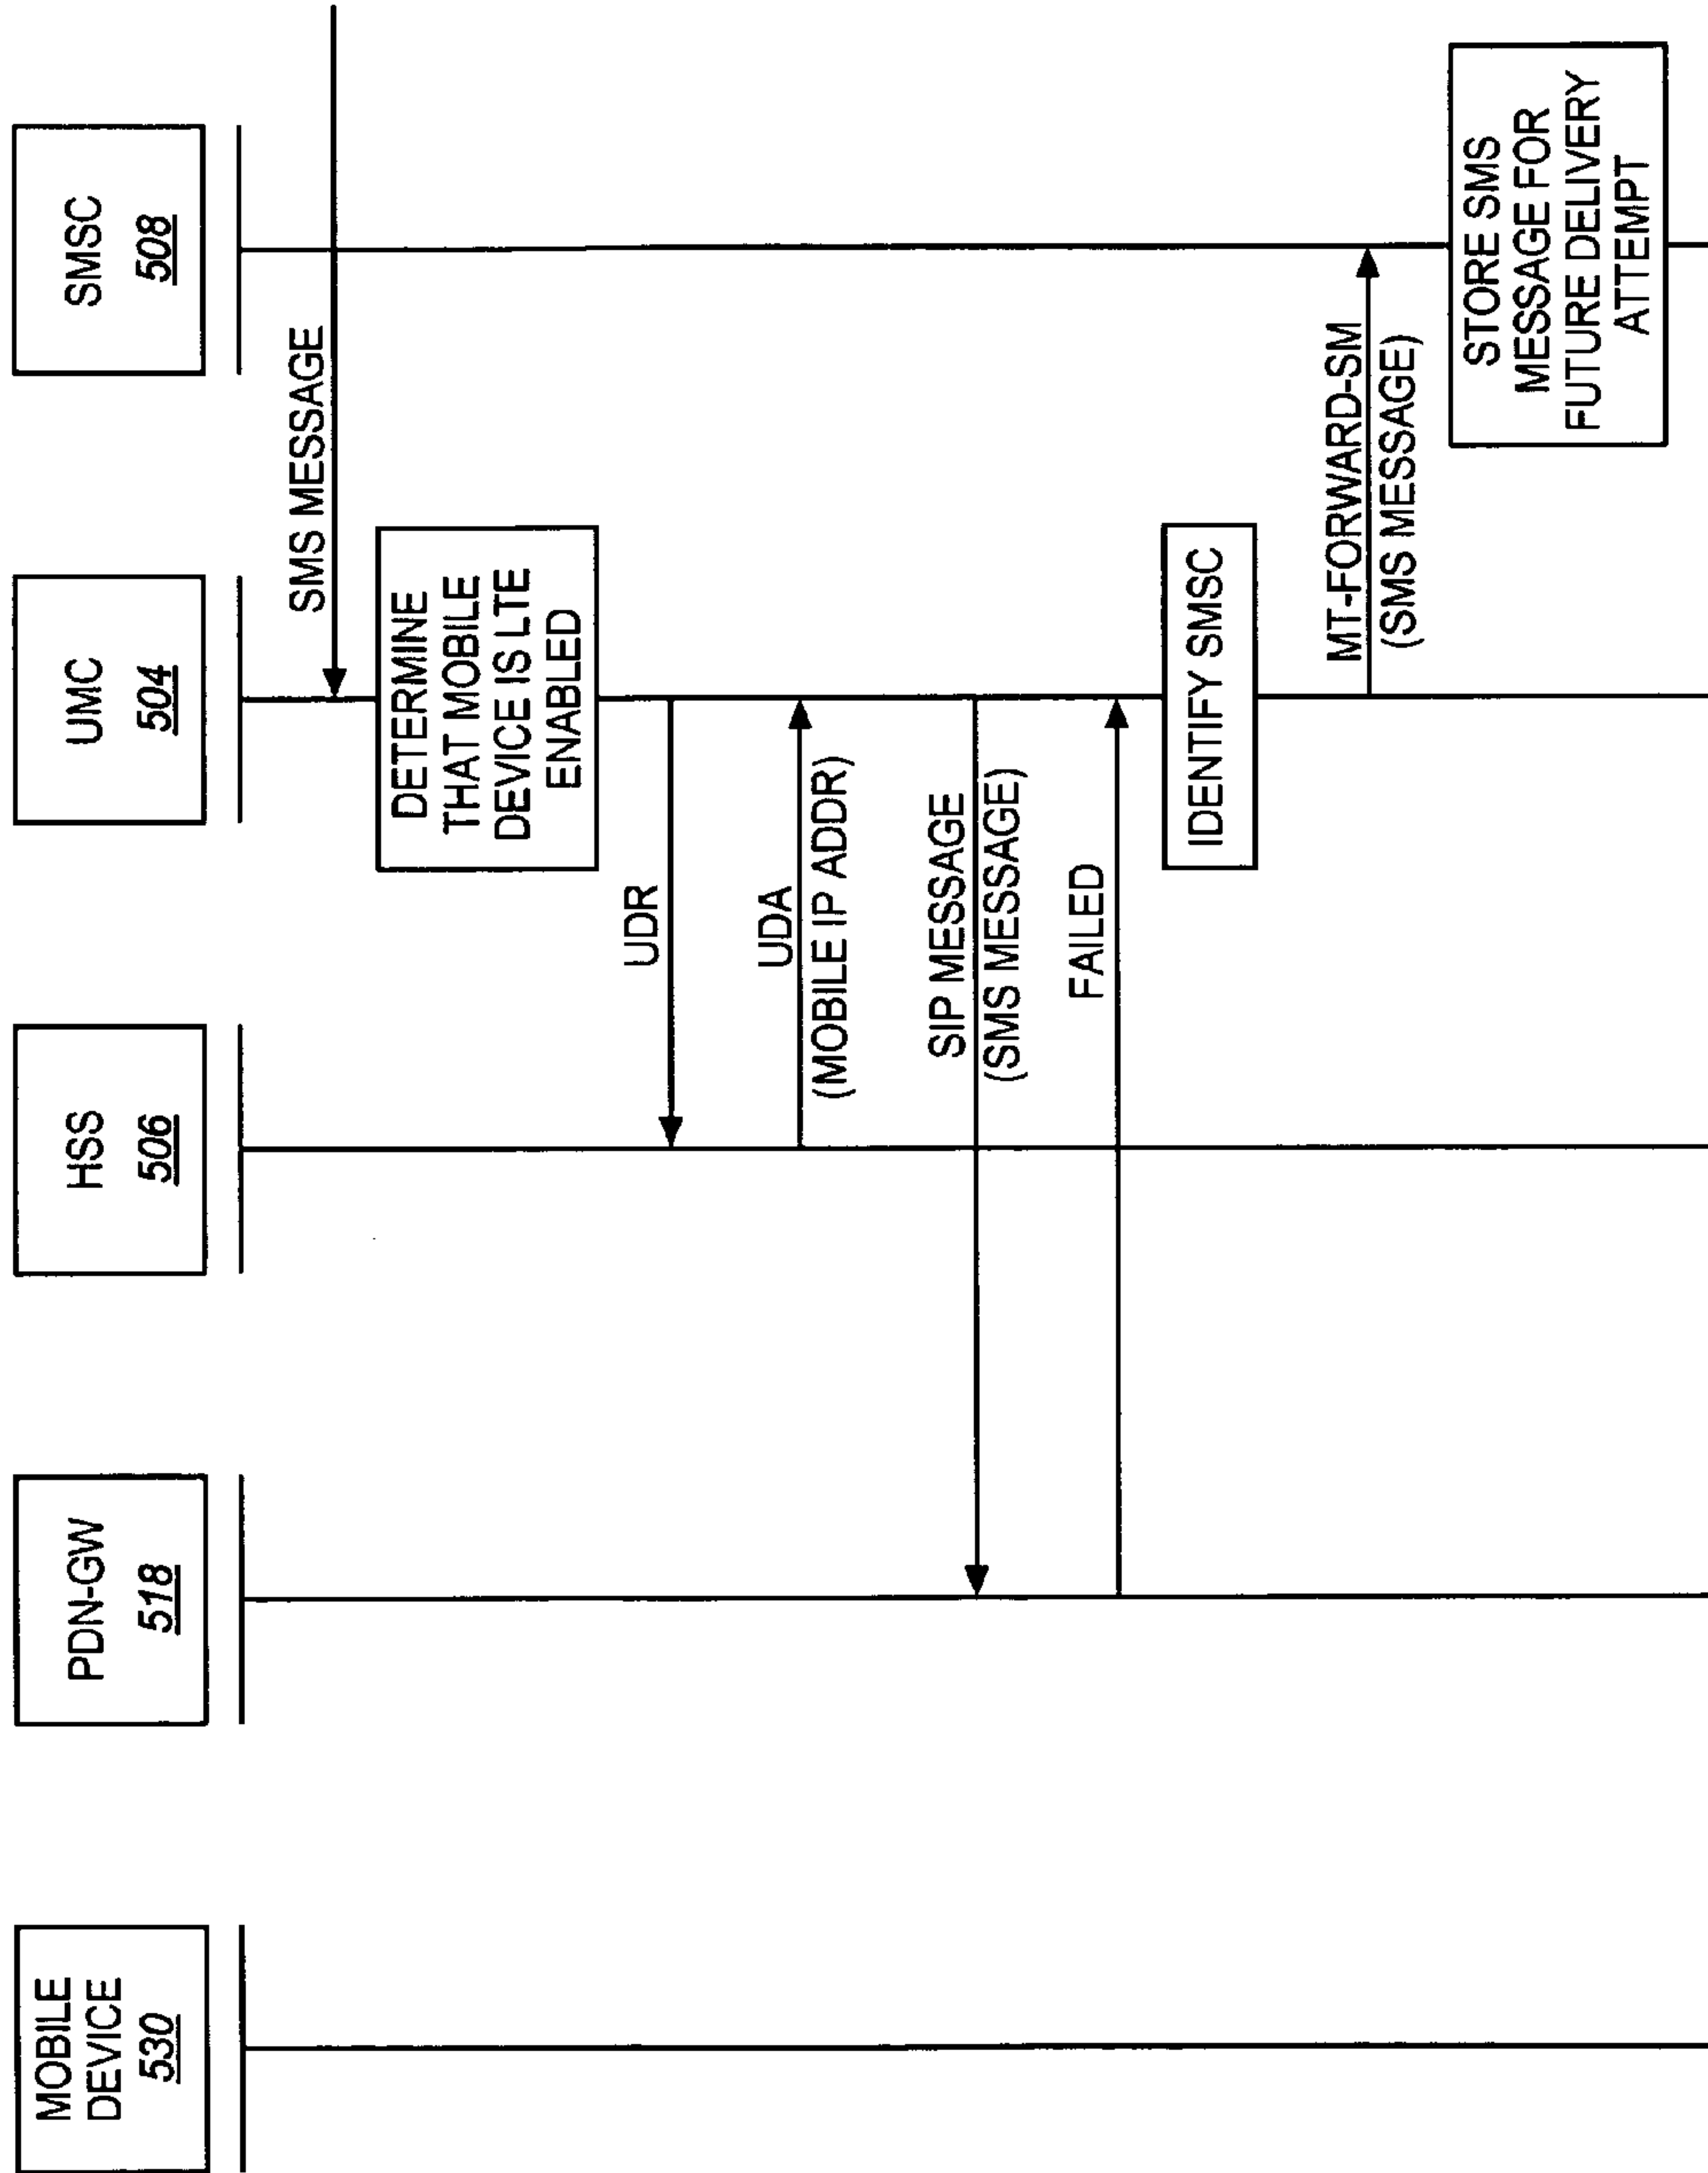 MOBILE
DEVICE
530
PDN-GW
518
HSS
506
UMC
504
SMSC
508
SMS MESSAGE
DETERMINE
THAT MOBILE
DEVICE IS LTE
ENABLED
UDR
UDA
(MOBILE IP ADDR)
SIP MESSAGE
(SMS MESSAGE)
FAILED
IDENTIFY SMSC
MT-FORWARD-SM
(SMS MESSAGE)
STORE SMS
MESSAGE FOR
FUTURE DELIVERY
ATTEMPT